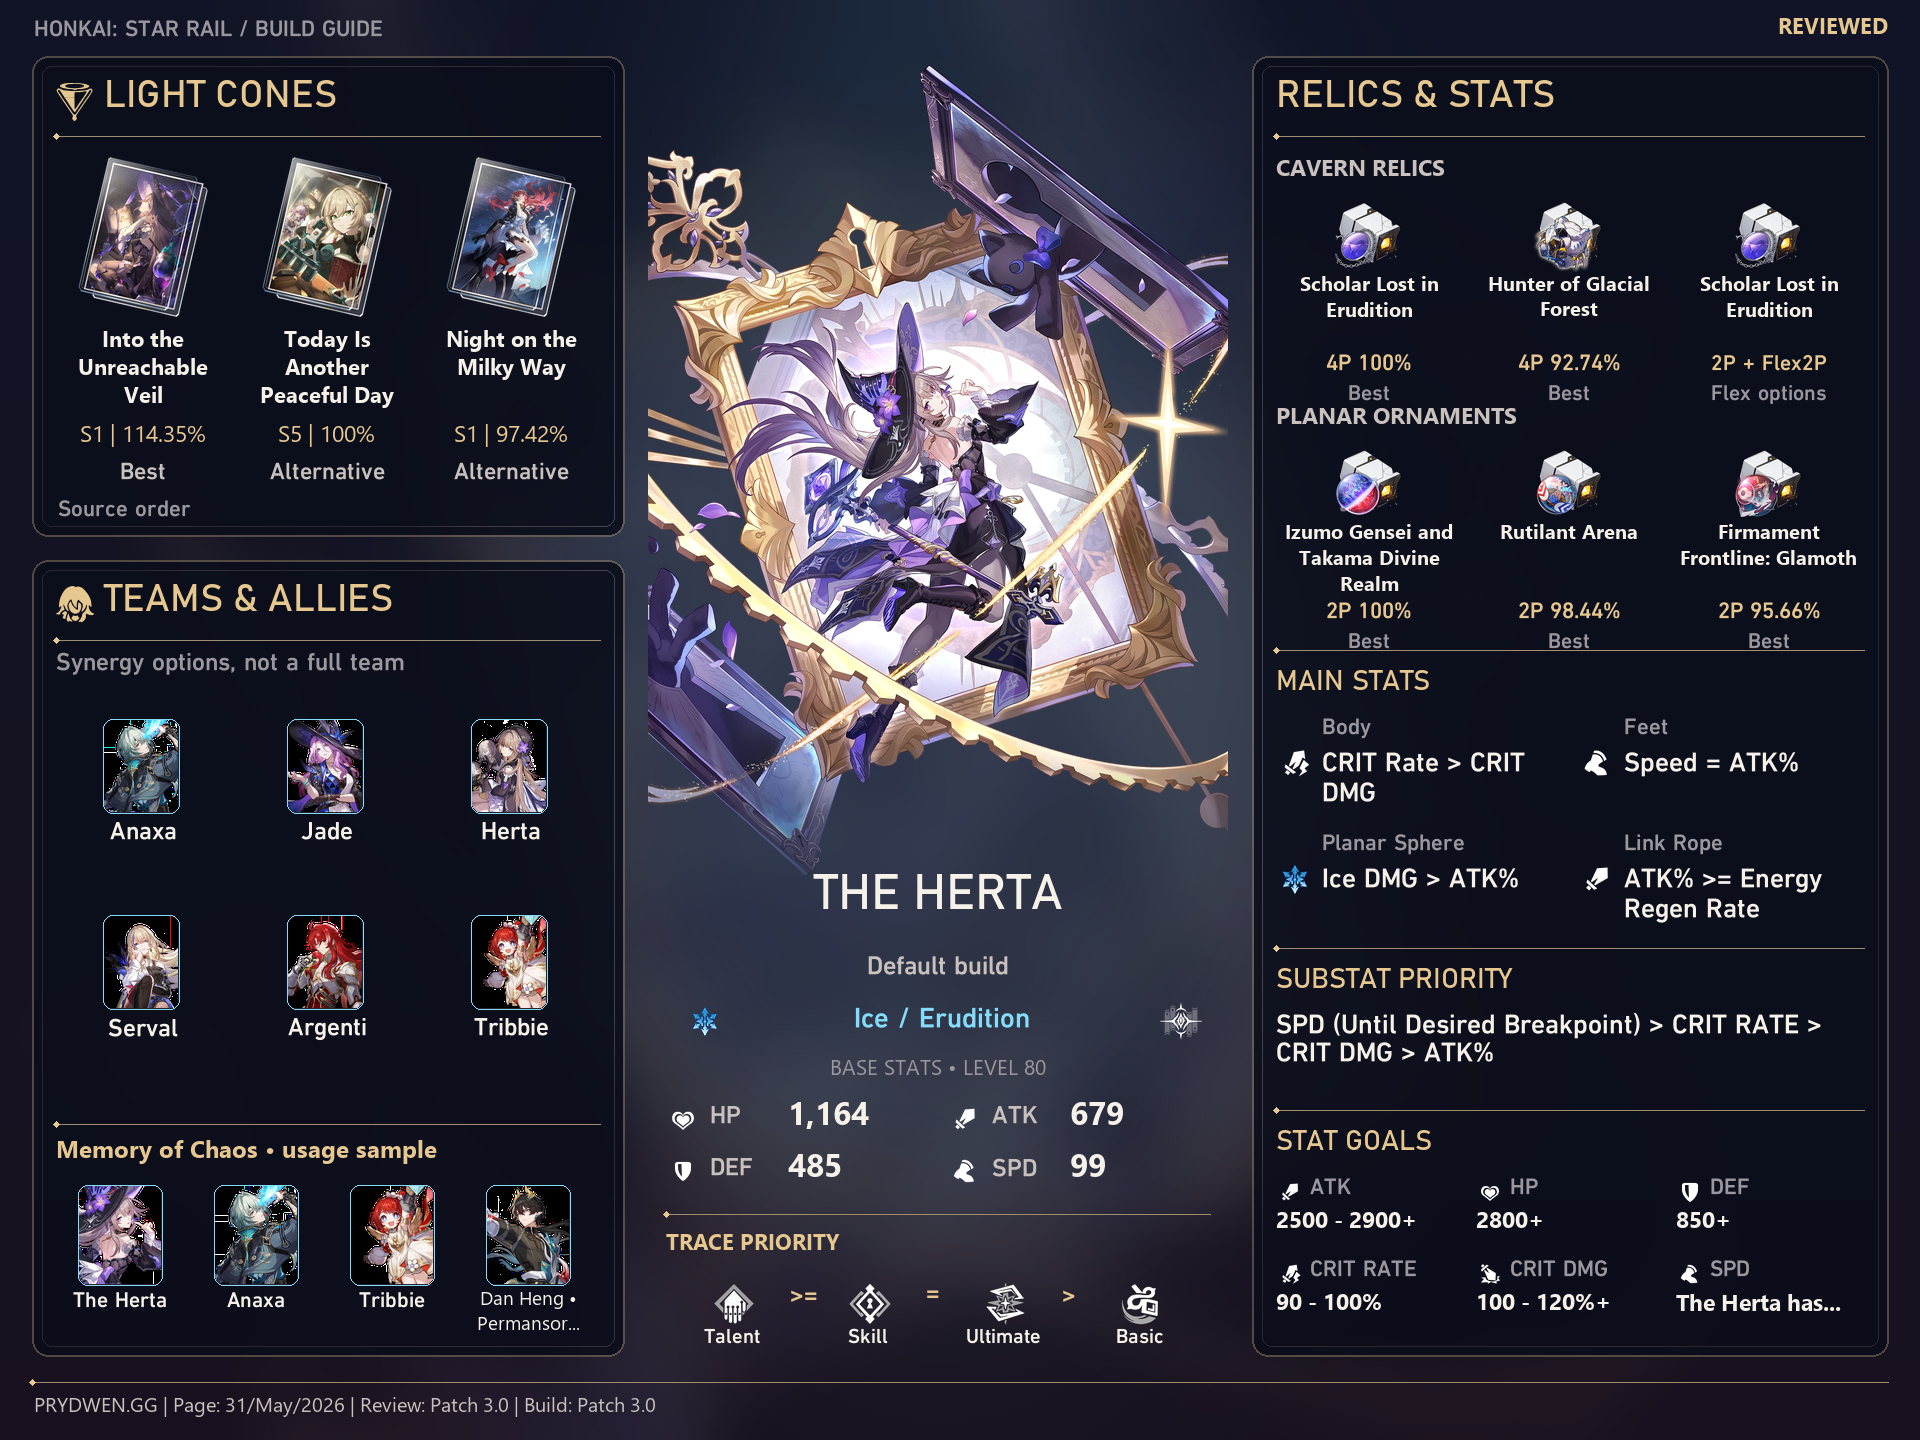 HONKAI: STAR RAIL / BUILD GUIDE
REVIEWED
LIGHT CONES
Into the
Unreachable
Veil
S1 | 114.35%
Best
Today Is
Another
Peaceful Day
S5 | 100%
Alternative
Night on the
Milky Way
S1 | 97.42%
Alternative
Source order
TEAMS & ALLIES
Synergy options, not a full team
Anaxa
Jade
Herta
Serval
Argenti
Tribbie
Memory of Chaos • usage sample
The Herta
Anaxa
Tribbie
Dan Heng •
Permansor...
THE HERTA
Default build
Ice / Erudition
BASE STATS • LEVEL 80
HP 1,164
ATK 679
DEF 485
SPD 99
TRACE PRIORITY
>= = >
Talent Skill Ultimate Basic
RELICS & STATS
CAVERN RELICS
Scholar Lost in
Erudition
4P 100%
Best
Hunter of Glacial
Forest
4P 92.74%
Best
Scholar Lost in
Erudition
2P + Flex2P
Flex options
PLANAR ORNAMENTS
Izumo Gensei and
Takama Divine
Realm
2P 100%
Best
Rutilant Arena
2P 98.44%
Best
Firmament
Frontline: Glamoth
2P 95.66%
Best
MAIN STATS
Body
CRIT Rate > CRIT
DMG
Feet
Speed = ATK%
Planar Sphere
Ice DMG > ATK%
Link Rope
ATK% >= Energy
Regen Rate
SUBSTAT PRIORITY
SPD (Until Desired Breakpoint) > CRIT RATE >
CRIT DMG > ATK%
STAT GOALS
ATK
2500 - 2900+
HP
2800+
DEF
850+
CRIT RATE
90 - 100%
CRIT DMG
100 - 120%+
SPD
The Herta has...
PRYDWEN.GG | Page: 31/May/2026 | Review: Patch 3.0 | Build: Patch 3.0